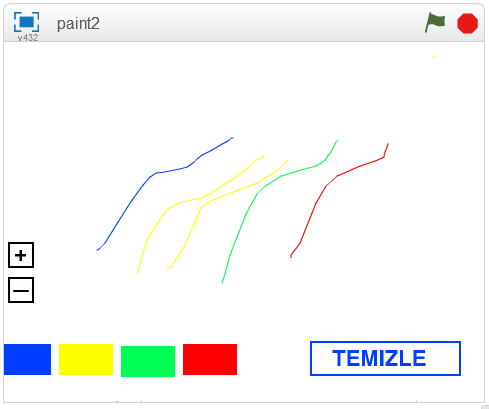 paint2
v432
+
—
TEMIZLE